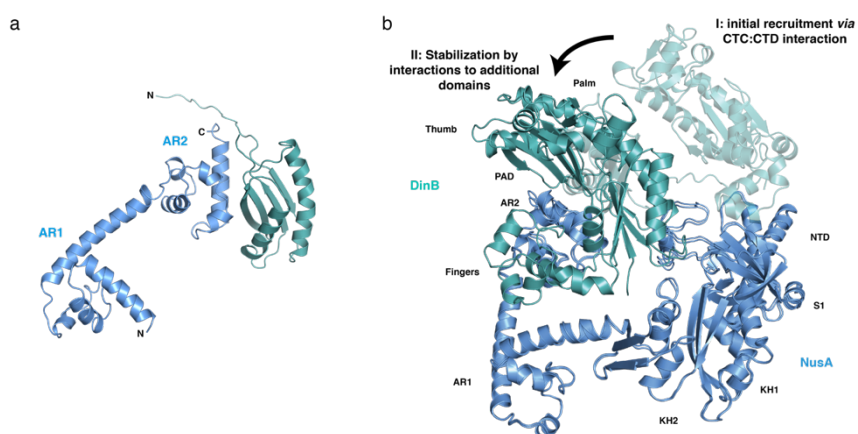 a
N
C
AR2
AR1
N
b
I: initial recruitment via
CTC:CTD interaction
II: Stabilization by
interactions to additional
domains
Palm
Thumb
PAD
DinB
AR2
NTD
Fingers
S1
NusA
AR1
KH1
KH2